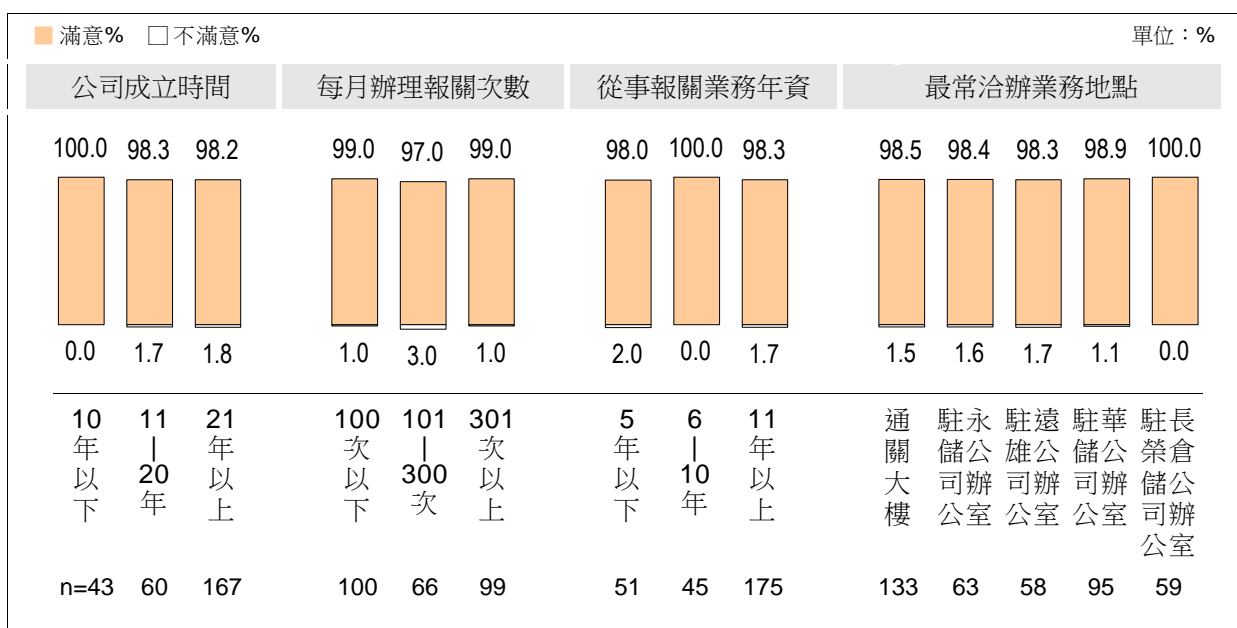 滿意% 不滿意% 單位：%
公司成立時間 每月辦理報關次數 從事報關業務年資 最常洽辦業務地點
100.0 98.3 98.2 99.0 97.0 99.0 98.0 100.0 98.3 98.5 98.4 98.3 98.9 100.0
0.0 1.7 1.8 1.0 3.0 1.0 2.0 0.0 1.7 1.5 1.6 1.7 1.1 0.0
10年以下
11|20年
21年以上
100次以下
101|300次
301次以上
5年以下
6|10年
11年以上
通關大樓
駐永儲公司辦公室
駐遠雄公司辦公室
駐華儲公司辦公室
駐長榮倉儲公司辦公室
n=43 60 167 100 66 99 51 45 175 133 63 58 95 59